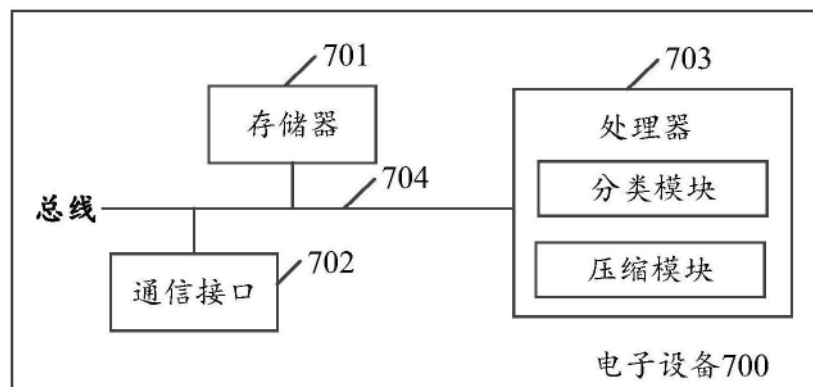 701
703
存储器
处理器
704
分类模块
总线
702
通信接口
压缩模块
电子设备700